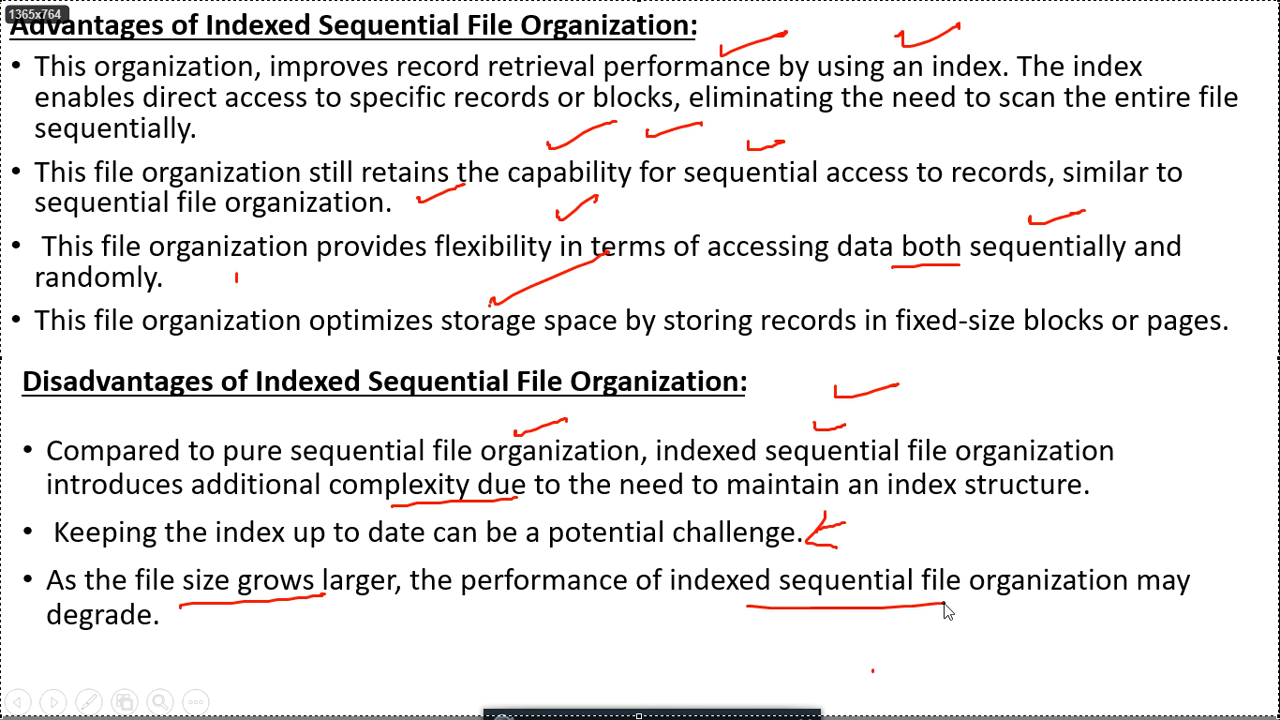 1365x764
Advantages of Indexed Sequential File Organization:
• This organization, improves record retrieval performance by using an index. The index
enables direct access to specific records or blocks, eliminating the need to scan the entire file
sequentially.
• This file organization still retains the capability for sequential access to records, similar to
sequential file organization.
• This file organization provides flexibility in terms of accessing data both sequentially and
randomly.
• This file organization optimizes storage space by storing records in fixed-size blocks or pages.
Disadvantages of Indexed Sequential File Organization:
• Compared to pure sequential file organization, indexed sequential file organization
introduces additional complexity due to the need to maintain an index structure.
• Keeping the index up to date can be a potential challenge.
• As the file size grows larger, the performance of indexed sequential file organization may
degrade.